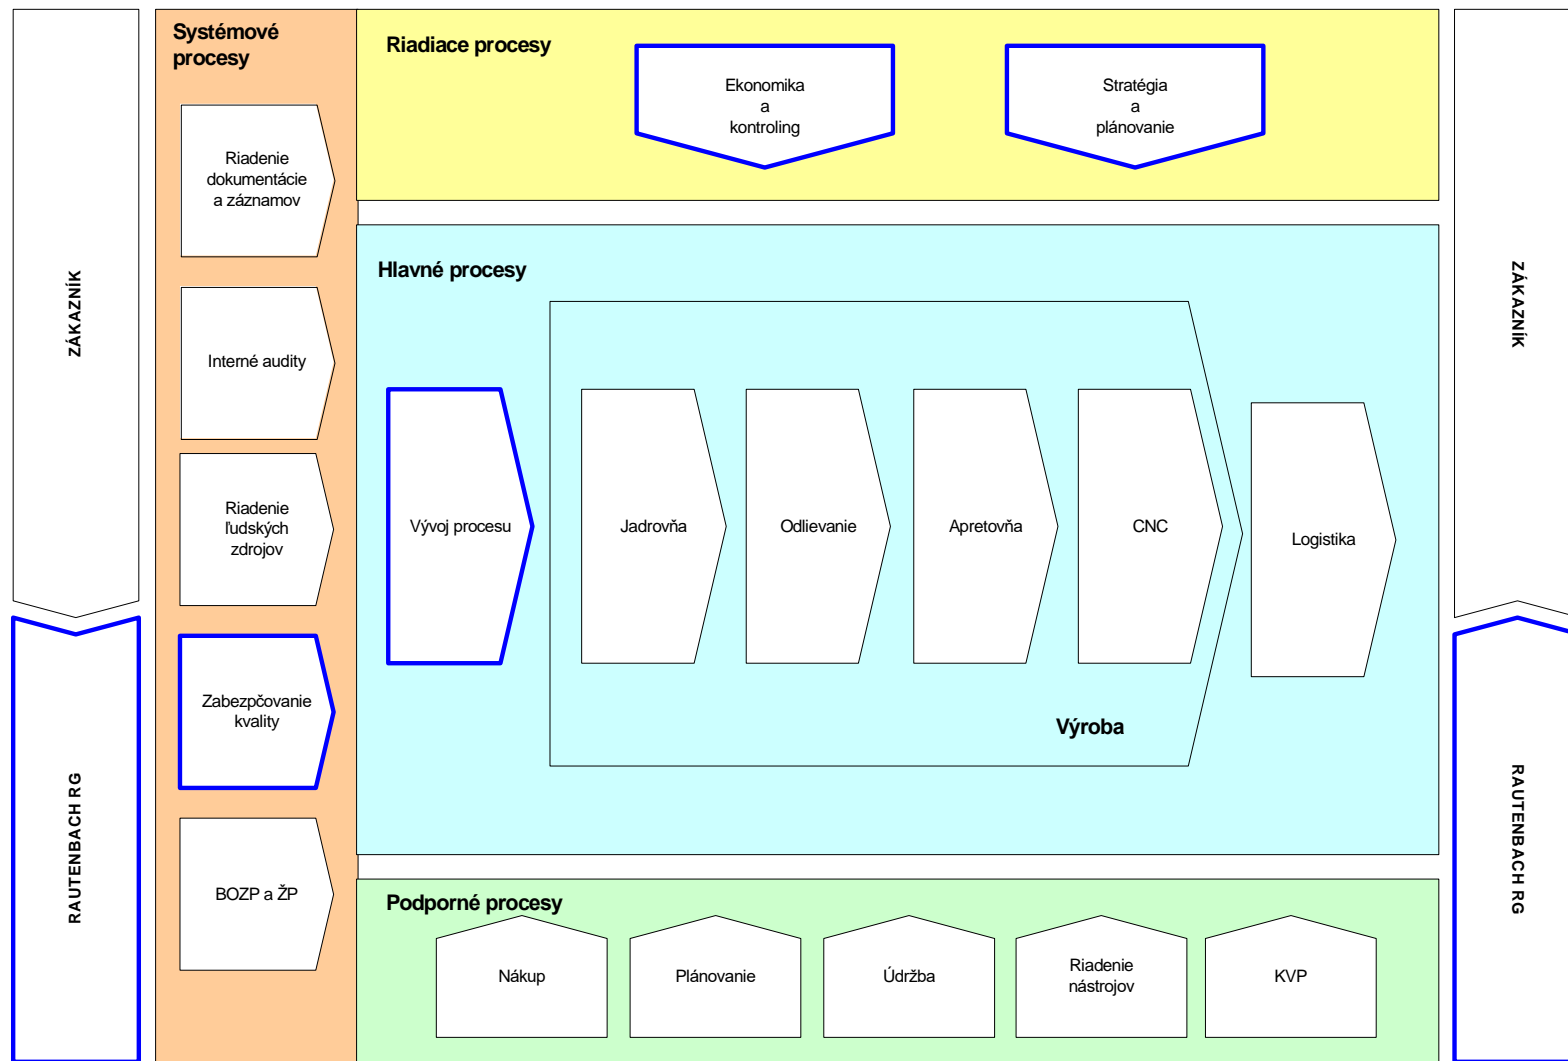 ZÁKAZNÍK
RAUTENBACH RG
Systémové
procesy
Riadenie
dokumentácie
a záznamov
Interné audity
Riadenie
ľudských
zdrojov
Zabezpčovanie
kvality
BOZP a ŽP
Riadiace procesy
Ekonomika
a
kontroling
Stratégia
a
plánovanie
Hlavné procesy
Vývoj procesu
Jadrovňa
Odlievanie
Apretovňa
CNC
Logistika
Výroba
Podporné procesy
Nákup
Plánovanie
Údržba
Riadenie
nástrojov
KVP
ZÁKAZNÍK
RAUTENBACH RG